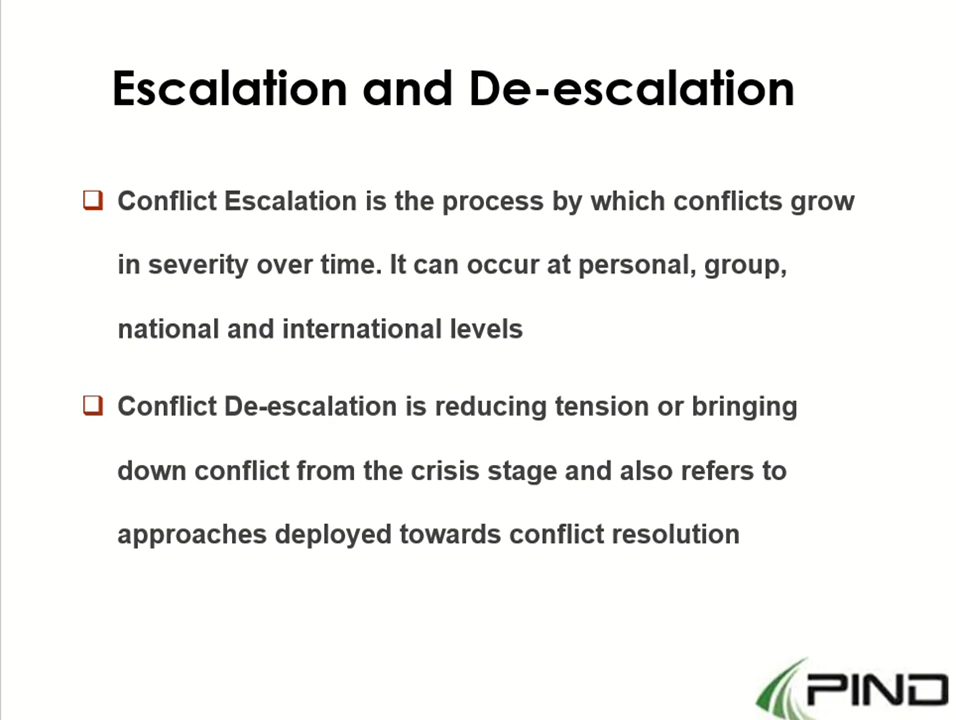 Escalation and De-escalation
Conflict Escalation is the process by which conflicts grow
in severity over time. It can occur at personal, group,
national and international levels
Conflict De-escalation is reducing tension or bringing
down conflict from the crisis stage and also refers to
approaches deployed towards conflict resolution
PIND